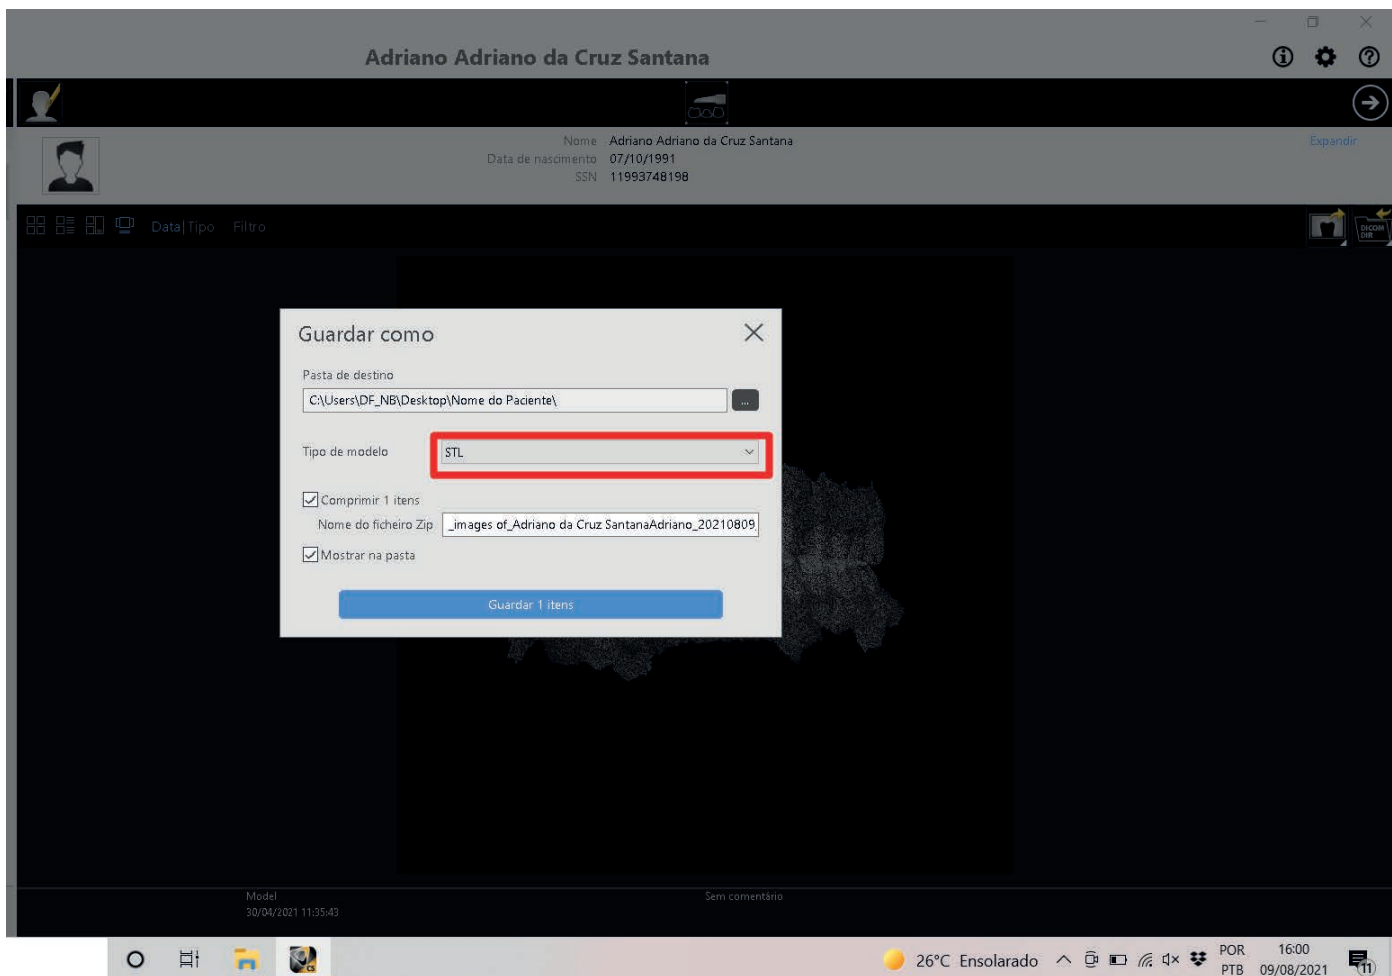 Adriano Adriano da Cruz Santana
Nome Adriano Adriano da Cruz Santana
Expandir
Data de nascimento 07/10/1991
SSN 11993748198
Data|Tipo Filtro
DICOM
DIR
Guardar como
Pasta de destino
C:\Users\DF_NB\Desktop\Nome do Paciente\
...
Tipo de modelo STL
Comprimir 1 itens
Nome do ficheiro Zip _images of_Adriano da Cruz SantanaAdriano_20210809_
Mostrar na pasta
Guardar 1 itens
Model
Sem comentário
30/04/2021 11:35:43
CS
26°C Ensolarado
POR
PTB
16:00
09/08/2021
11